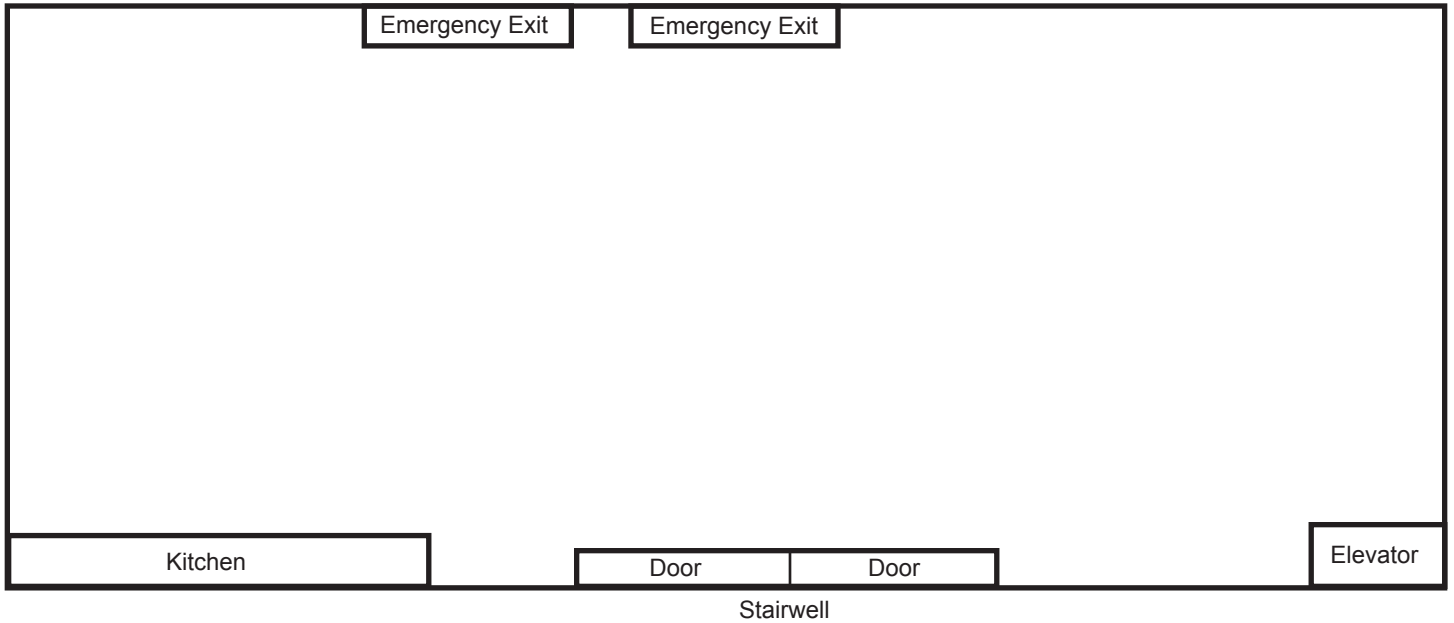 Emergency Exit
Emergency Exit
Kitchen
Door
Door
Elevator
Stairwell